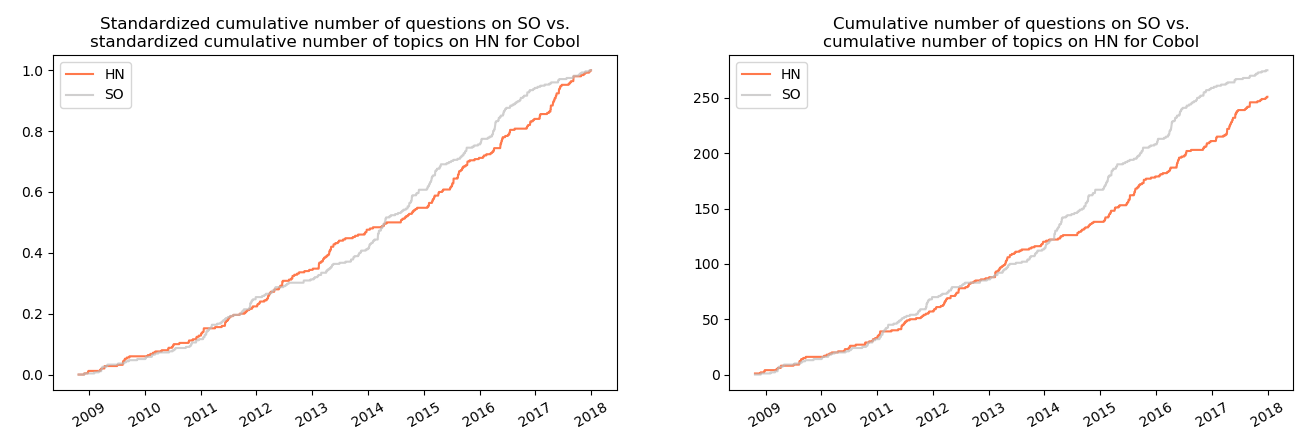 Standardized cumulative number of questions on SO vs.
standardized cumulative number of topics on HN for Cobol
HN
SO
1.0
0.8
0.6
0.4
0.2
0.0
2009 2010 2011 2012 2013 2014 2015 2016 2017 2018
Cumulative number of questions on SO vs.
cumulative number of topics on HN for Cobol
HN
SO
250
200
150
100
50
0
2009 2010 2011 2012 2013 2014 2015 2016 2017 2018